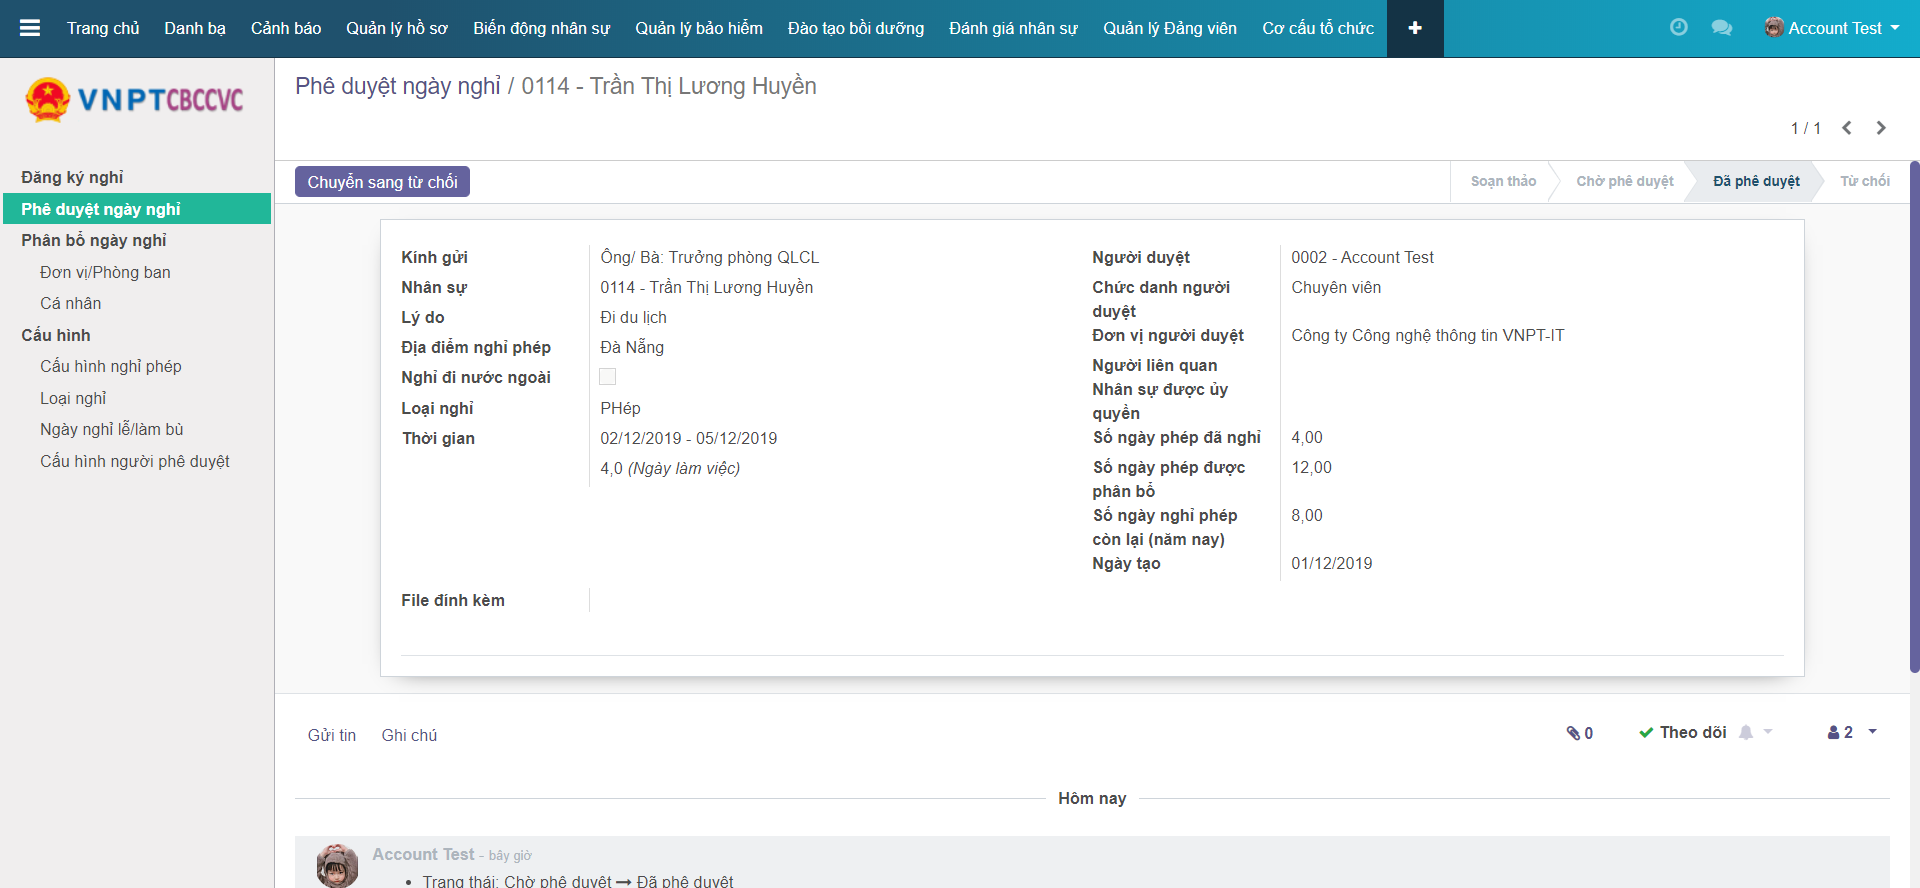 Trang chủ Danh bạ Cảnh báo Quản lý hồ sơ Biến động nhân sự Quản lý bảo hiểm Đào tạo bồi dưỡng Đánh giá nhân sự Quản lý Đảng viên Cơ cấu tổ chức + Account Test
VNPTCBCCVC
Phê duyệt ngày nghỉ / 0114 - Trần Thị Lương Huyền
1 / 1
Đăng ký nghỉ
Phê duyệt ngày nghỉ
Phân bổ ngày nghỉ
Đơn vị/Phòng ban
Cá nhân
Cấu hình
Cấu hình nghỉ phép
Loại nghỉ
Ngày nghỉ lễ/làm bù
Cấu hình người phê duyệt
Chuyển sang từ chối
Soạn thảo Chờ phê duyệt Đã phê duyệt Từ chối
Kính gửi Ông/ Bà: Trưởng phòng QLCL
Nhân sự 0114 - Trần Thị Lương Huyền
Lý do Đi du lịch
Địa điểm nghỉ phép Đà Nẵng
Nghỉ đi nước ngoài
Loại nghỉ PHép
Thời gian 02/12/2019 - 05/12/2019
4,0 (Ngày làm việc)
Người duyệt 0002 - Account Test
Chức danh người Chuyên viên
duyệt
Đơn vị người duyệt Công ty Công nghệ thông tin VNPT-IT
Người liên quan
Nhân sự được ủy
quyền
Số ngày phép đã nghỉ 4,00
Số ngày phép được 12,00
phân bổ
Số ngày nghỉ phép 8,00
còn lại (năm nay)
Ngày tạo 01/12/2019
File đính kèm
Gửi tin Ghi chú 0 Theo dõi 2
Hôm nay
Account Test - bây giờ
• Trạng thái: Chờ phê duyệt → Đã phê duyệt